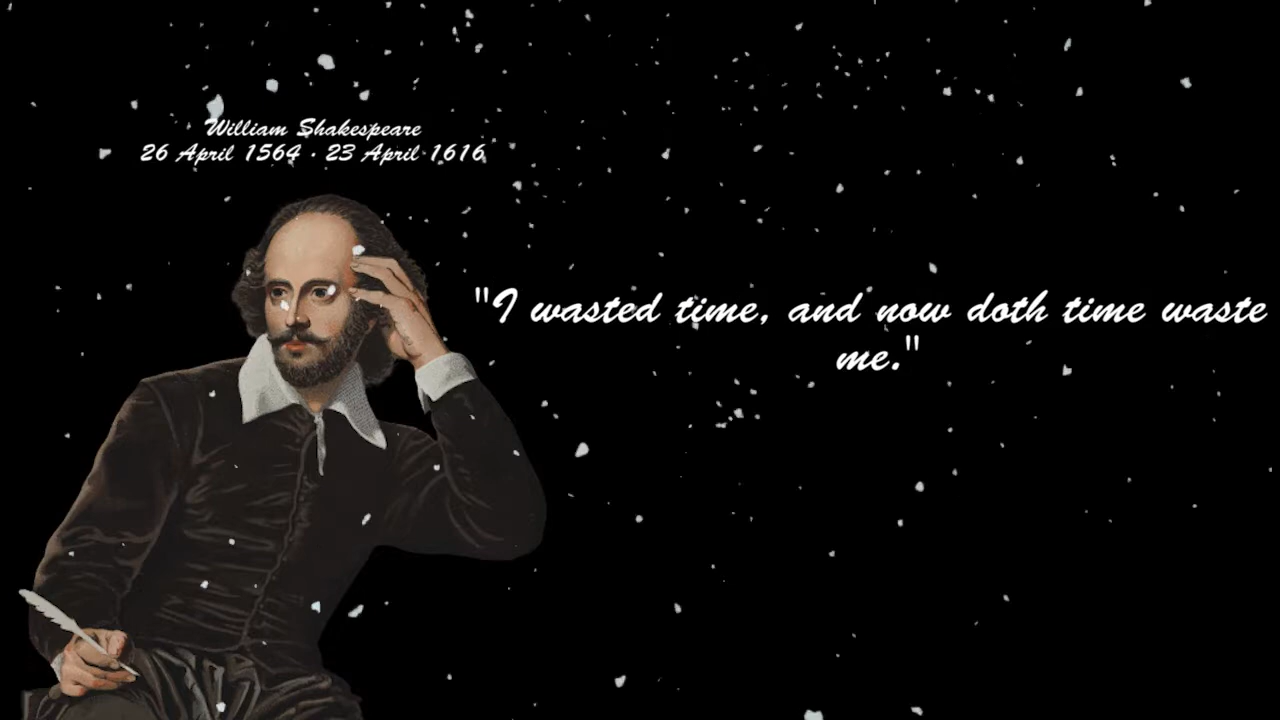 William Shakespeare
26 April 1564 · 23 April 1616
"I wasted time, and now doth time waste
me."